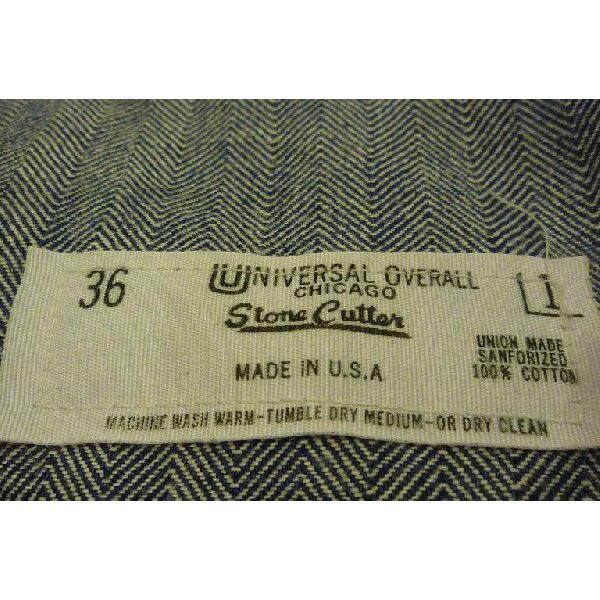 36
UNIVERSAL OVERALL
CHICAGO
Stone Cutter
MADE IN U.S.A
L 1
UNION MADE
SANFORIZED
100% COTTON
MACHINE WASH WARM-TUMBLE DRY MEDIUM-OR DRY CLEAN